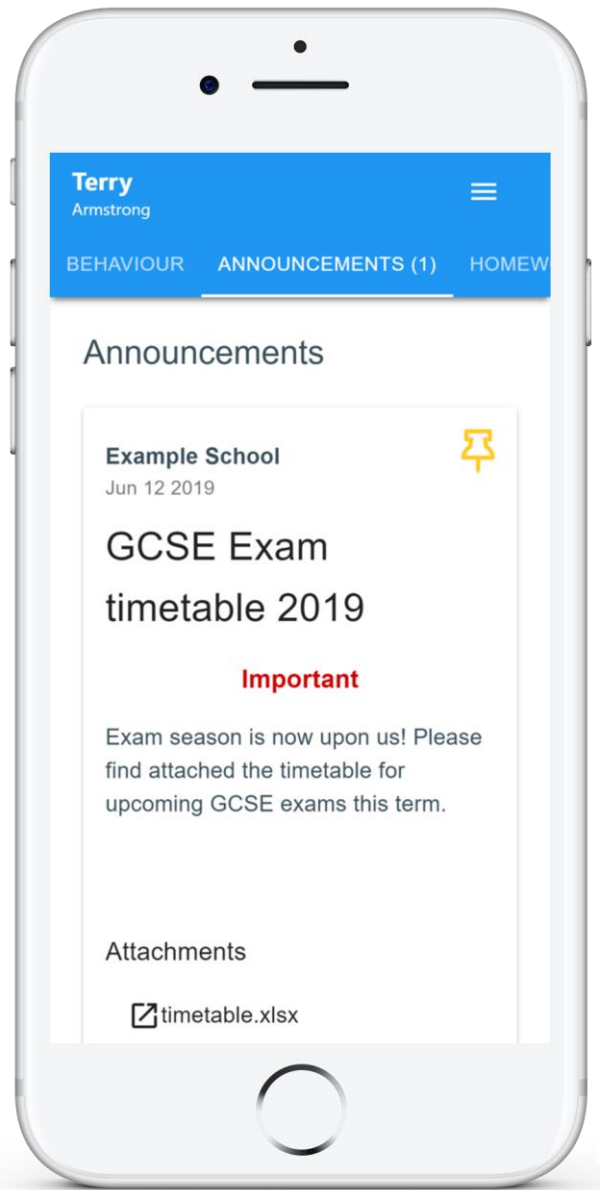 Terry
Armstrong
BEHAVIOUR ANNOUNCEMENTS (1) HOMEW
Announcements
Example School
Jun 12 2019
GCSE Exam
timetable 2019
Important
Exam season is now upon us! Please
find attached the timetable for
upcoming GCSE exams this term.
Attachments
timetable.xlsx